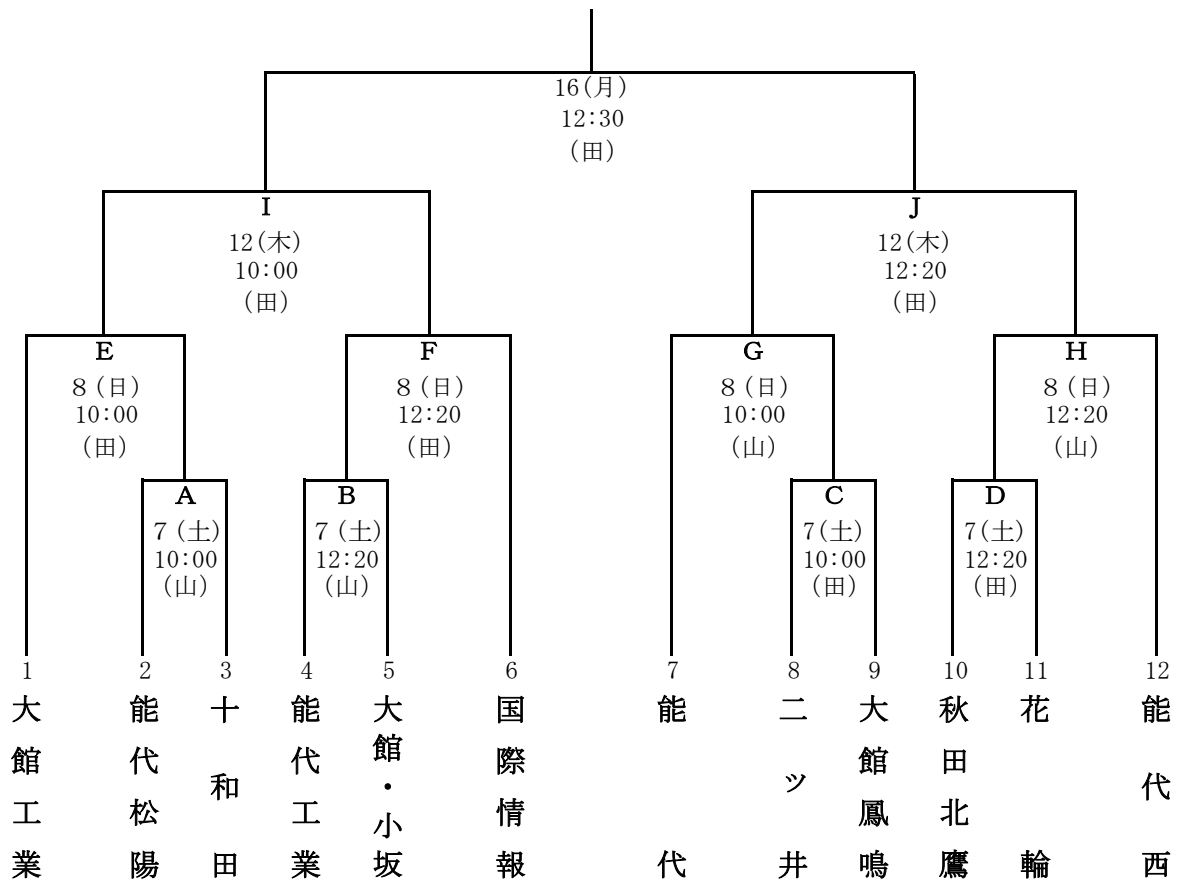 16(月)
12:30
(田)
I
12(木)
10:00
(田)
J
12(木)
12:20
(田)
E
8(日)
10:00
(田)
F
8(日)
12:20
(田)
G
8(日)
10:00
(山)
H
8(日)
12:20
(山)
A
7(土)
10:00
(山)
B
7(土)
12:20
(山)
C
7(土)
10:00
(田)
D
7(土)
12:20
(田)
1
大館工業
2
能代松陽
3
十和田
4
能代工業
5
大館・小坂
6
国際情報
7
能代
8
二ツ井
9
大館鳳鳴
10
秋田北鷹
11
花輪
12
能代西